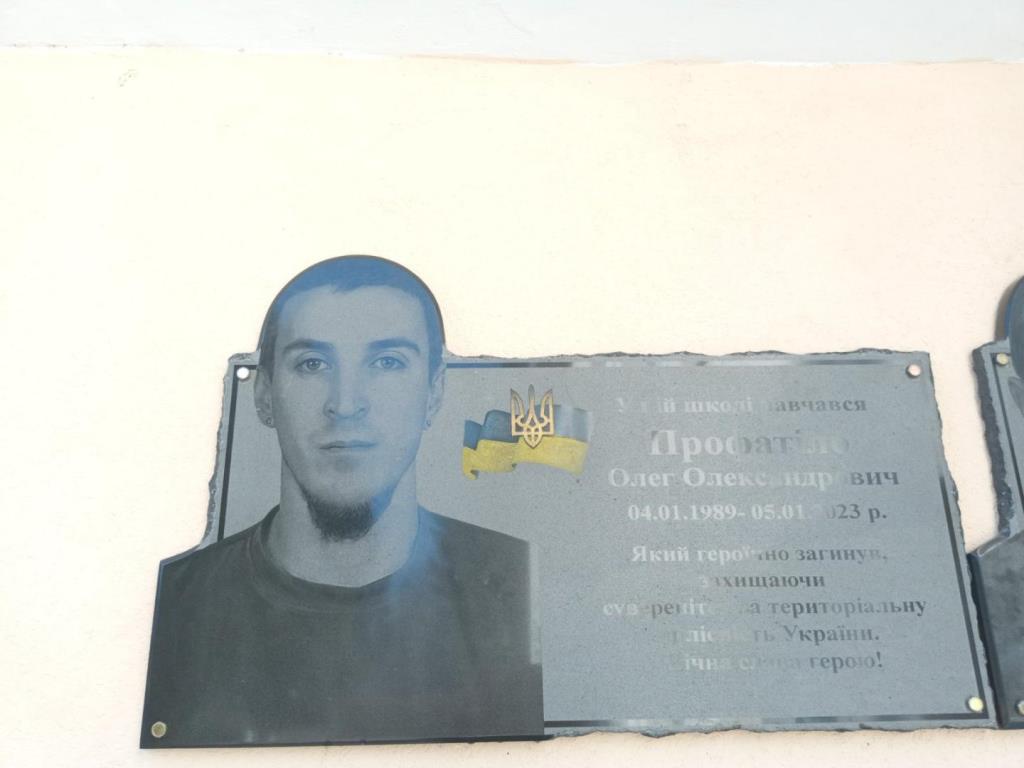 У цій школі навчався
Профатіло
Олег Олександрович
04.01.1989- 05.01.2023 р.
Який героїчно загинув,
захищаючи
суверенітет та територіальну
цілісність України.
Вічна слава герою!